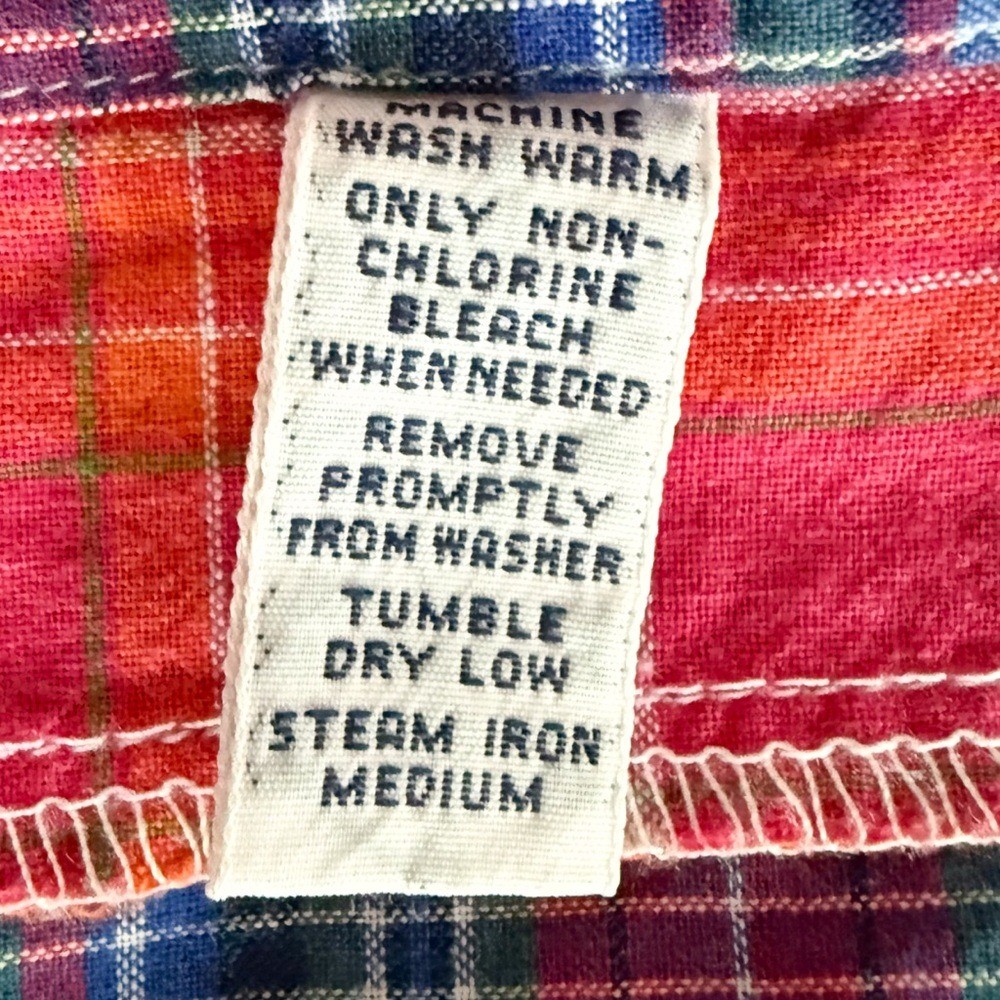 MACHINE
WASH WARM
ONLY NON-
CHLORINE
BLEACH
WHEN NEEDED
REMOVE
PROMPTLY
FROM WASHER
TUMBLE
DRY LOW
STEAM IRON
MEDIUM